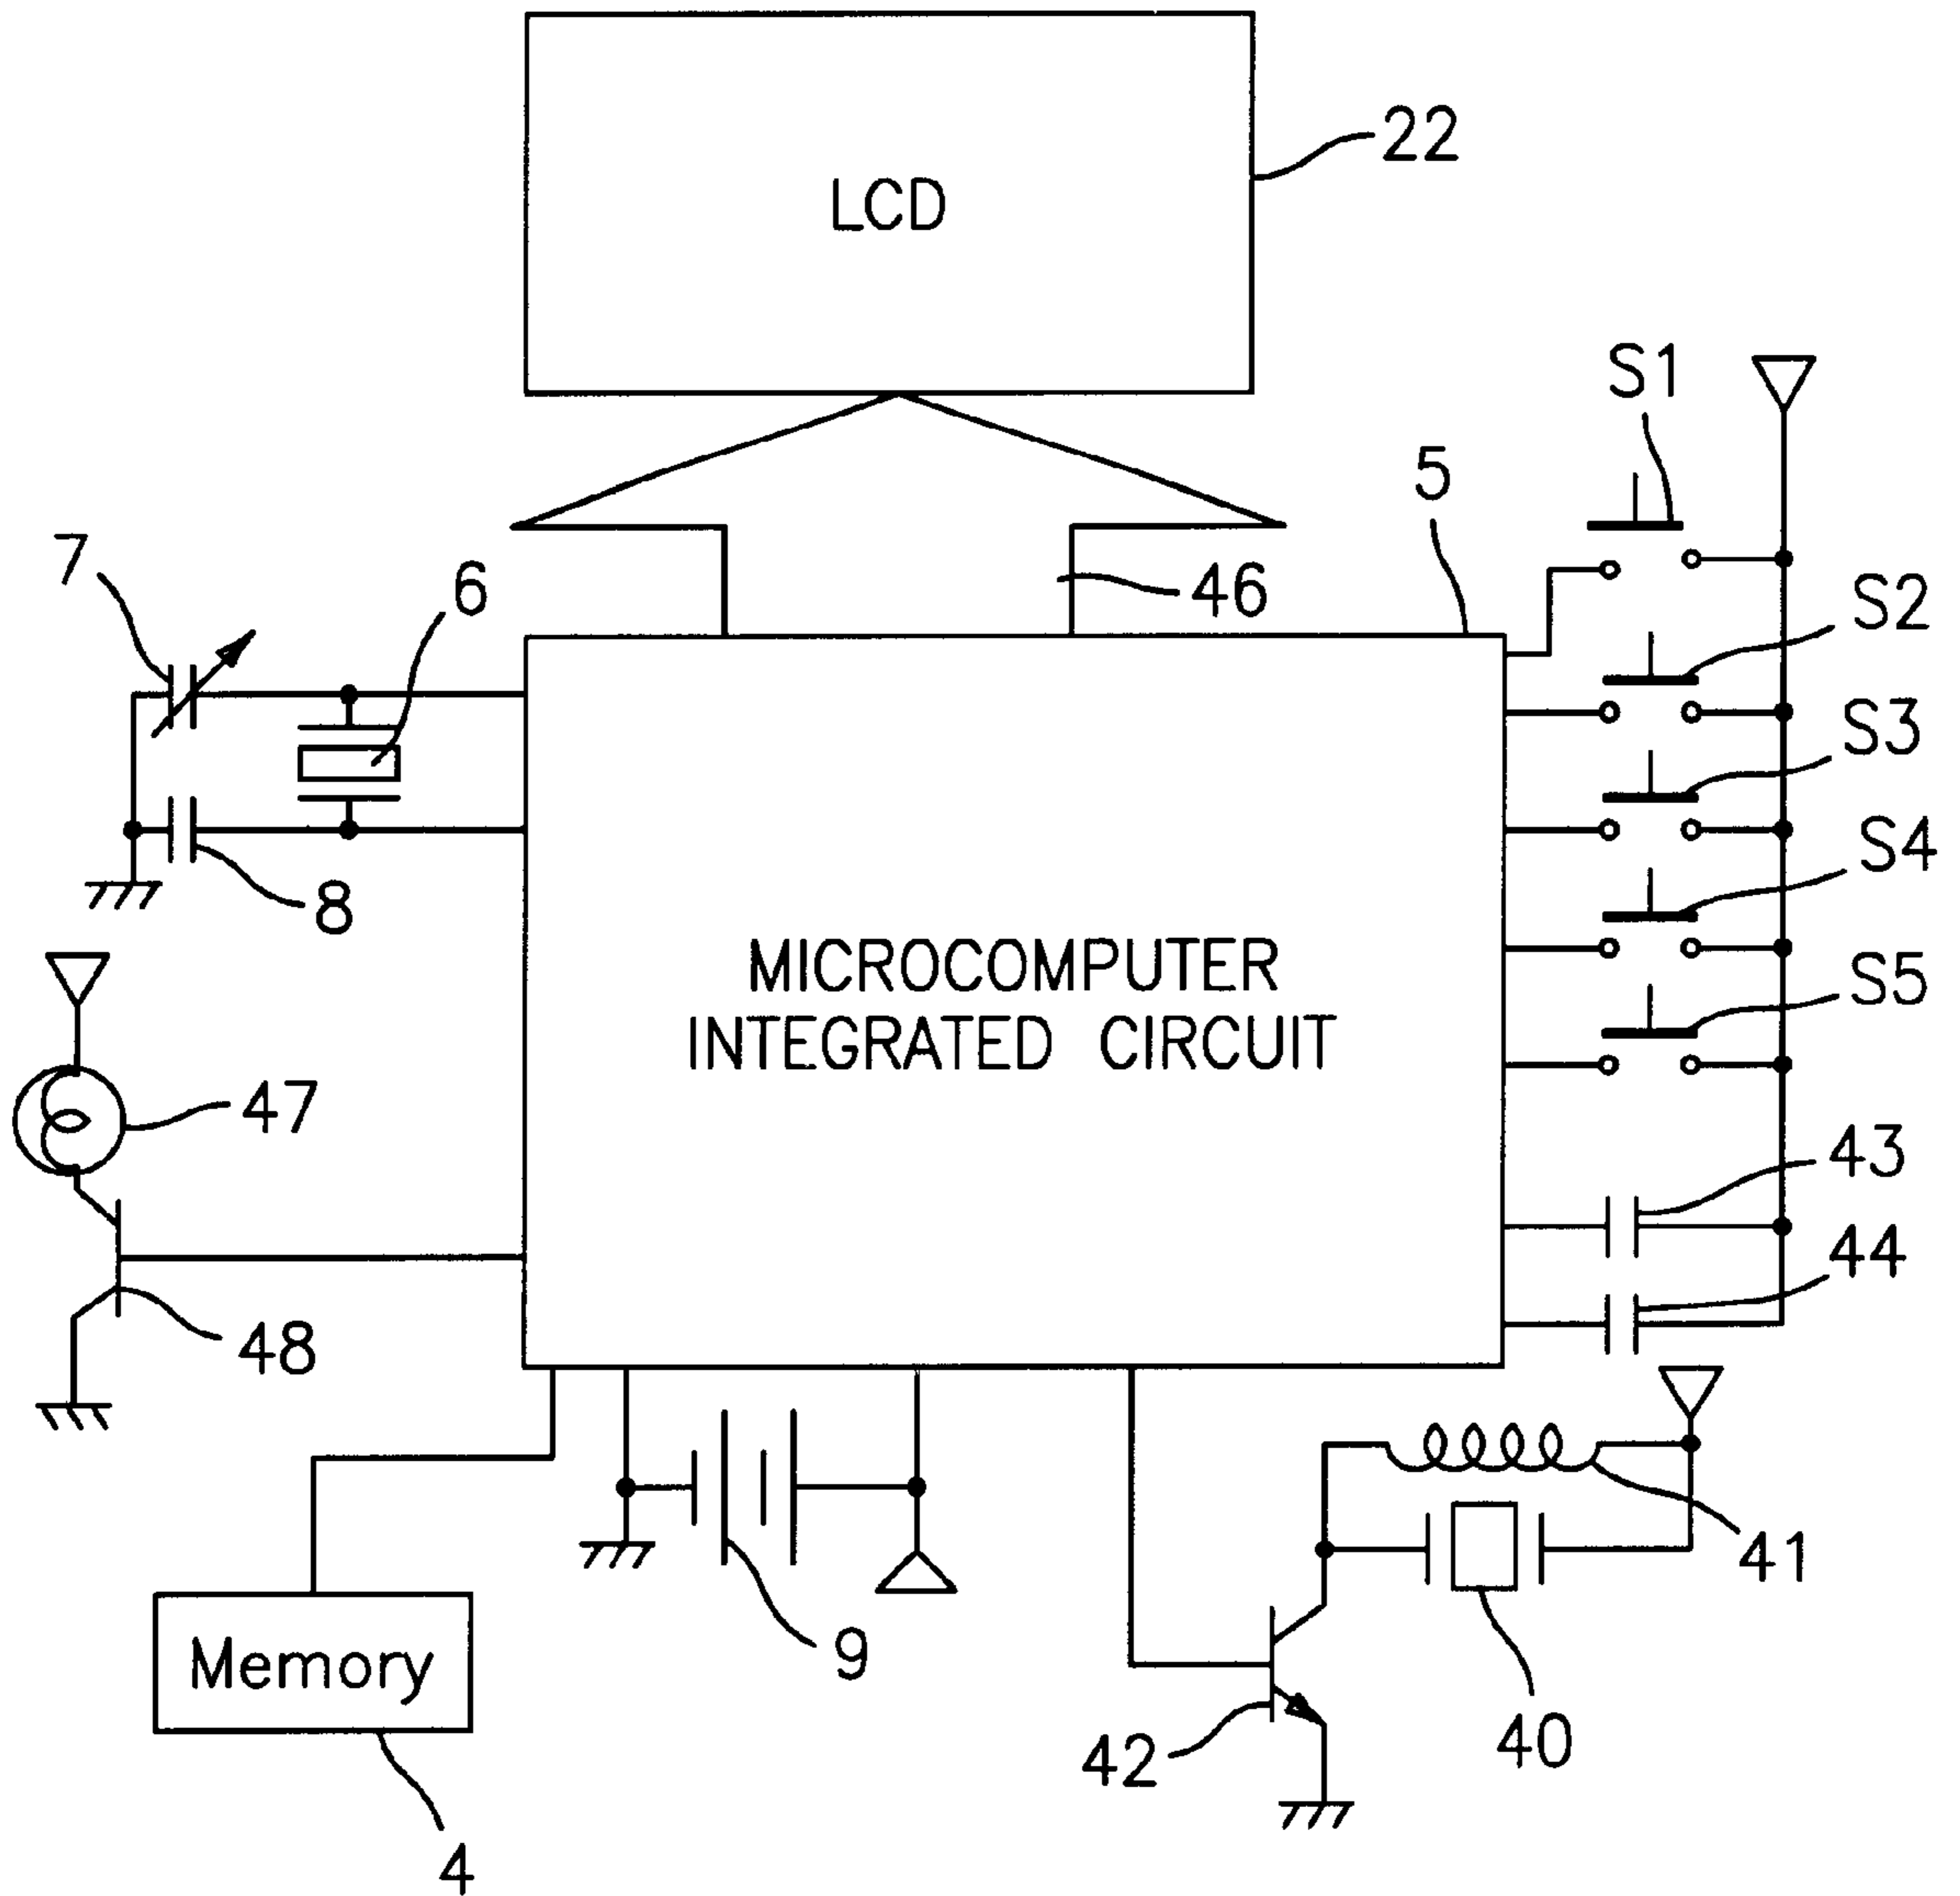 LCD
22
S1
5
7
6
46
S2
S3
S4
8
MICROCOMPUTER
INTEGRATED CIRCUIT
S5
47
43
44
48
41
Memory
9
42
40
4